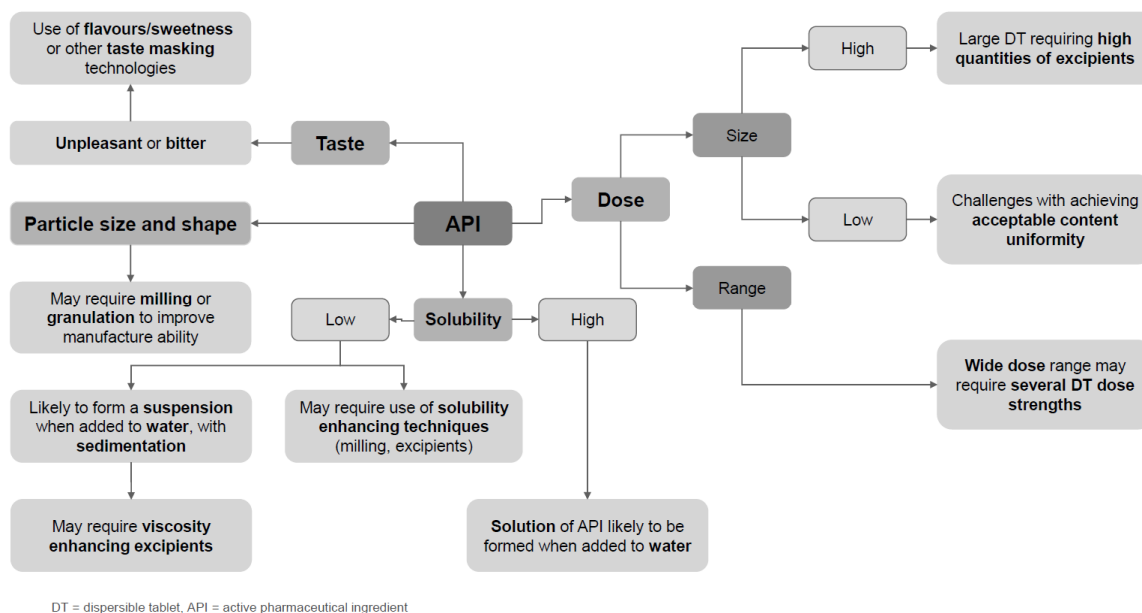 Use of flavours/sweetness
or other taste masking
technologies
High
Large DT requiring high
quantities of excipients
Unpleasant or bitter
Taste
Size
Dose
Particle size and shape
API
Low
Challenges with achieving
acceptable content
uniformity
Range
May require milling or
granulation to improve
manufacture ability
Low
Solubility
High
Wide dose range may
require several DT dose
strengths
Likely to form a suspension
when added to water, with
sedimentation
May require use of solubility
enhancing techniques
(milling, excipients)
May require viscosity
enhancing excipients
Solution of API likely to be
formed when added to water
DT = dispersible tablet, API = active pharmaceutical ingredient